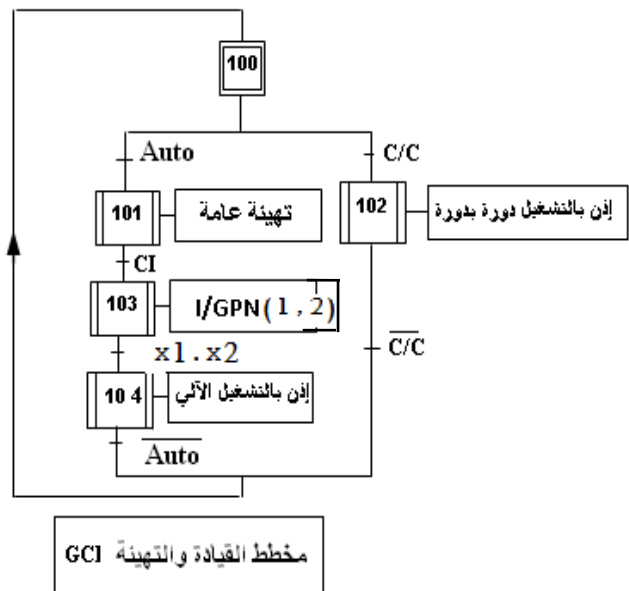 100
Auto
C/C
101
تهيئة عامة
102
إذن بالتشغيل دورة بدورة
CI
103
I/GPN(1,2)
C/C
x1.x2
10 4
إذن بالتشغيل الآلي
Auto
مخطط القيادة والتهيئة GCI